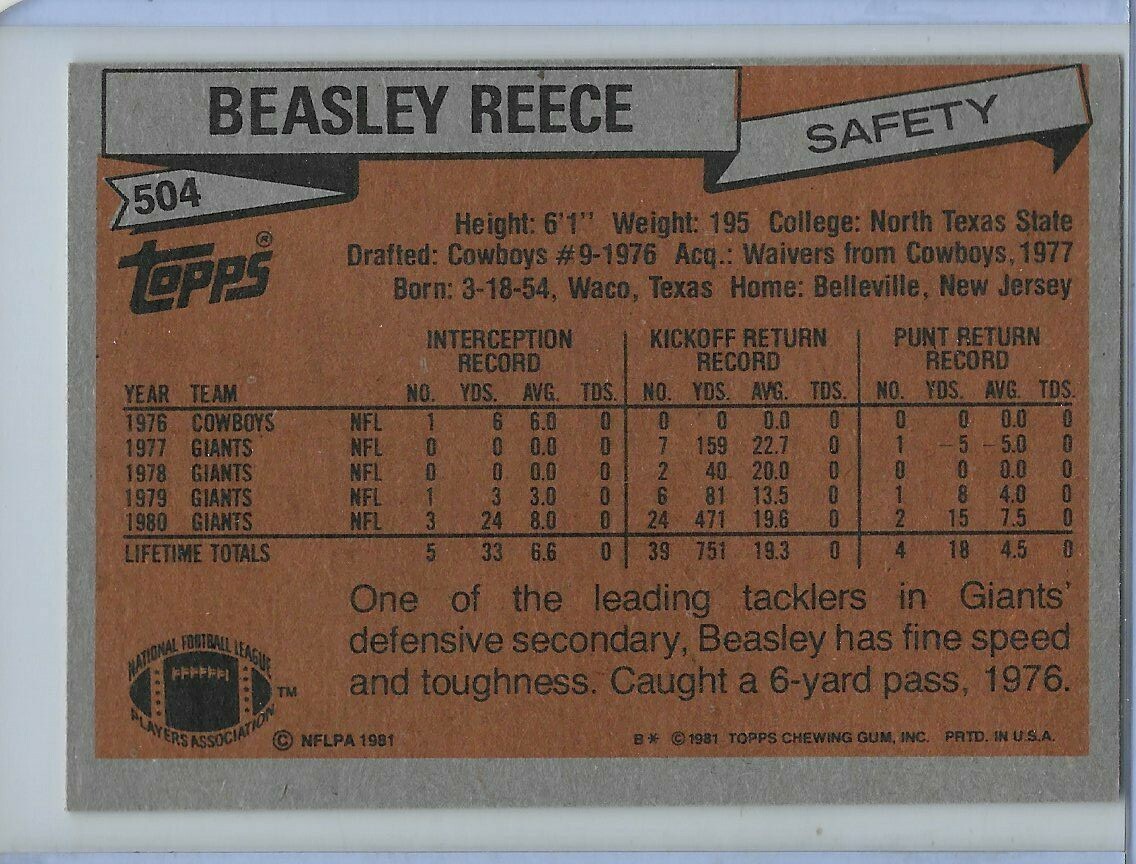 BEASLEY REECE
SAFETY
504
TOPPS®
Height: 6'1'' Weight: 195 College: North Texas State
Drafted: Cowboys #9-1976 Acq.: Waivers from Cowboys, 1977
Born: 3-18-54, Waco, Texas Home: Belleville, New Jersey
INTERCEPTION RECORD KICKOFF RETURN RECORD PUNT RETURN RECORD
YEAR TEAM NO. YDS. AVG. TDS. NO. YDS. AVG. TDS. NO. YDS. AVG. TDS.
1976 COWBOYS NFL 1 6 6.0 0 0 0 0.0 0 0 0 0.0 0
1977 GIANTS NFL 0 0 0.0 0 7 159 22.7 0 1 -5 -5.0 0
1978 GIANTS NFL 0 0 0.0 0 2 40 20.0 0 0 0 0.0 0
1979 GIANTS NFL 1 3 3.0 0 6 81 13.5 0 1 8 4.0 0
1980 GIANTS NFL 3 24 8.0 0 24 471 19.6 0 2 15 7.5 0
LIFETIME TOTALS 5 33 6.6 0 39 751 19.3 0 4 18 4.5 0
One of the leading tacklers in Giants'
defensive secondary, Beasley has fine speed
and toughness. Caught a 6-yard pass, 1976.
NATIONAL FOOTBALL LEAGUE
PLAYERS ASSOCIATION
TM
© NFLPA 1981
B* ©1981 TOPPS CHEWING GUM, INC. PRTD. IN U.S.A.